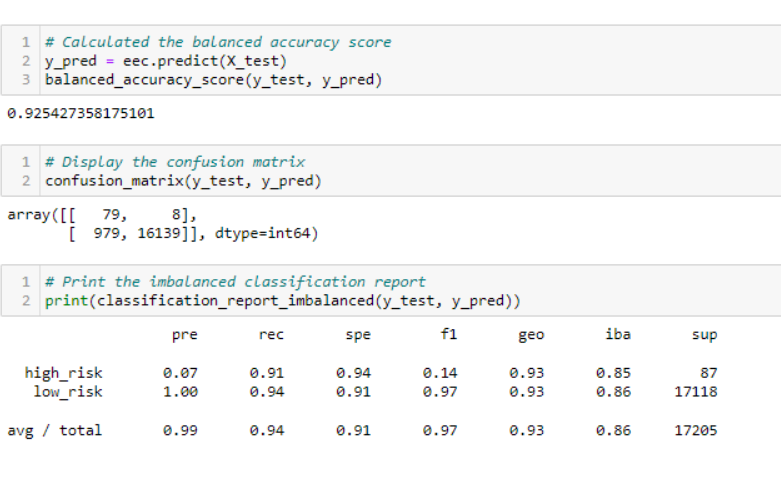 1 # Calculated the balanced accuracy score
2 y_pred = eec.predict(X_test)
3 balanced_accuracy_score(y_test, y_pred)
0.925427358175101
1 # Display the confusion matrix
2 confusion_matrix(y_test, y_pred)
array([[   79,     8],
       [  979, 16139]], dtype=int64)
1 # Print the imbalanced classification report
2 print(classification_report_imbalanced(y_test, y_pred))
pre rec spe f1 geo iba sup
high_risk 0.07 0.91 0.94 0.14 0.93 0.85 87
low_risk 1.00 0.94 0.91 0.97 0.93 0.86 17118
avg / total 0.99 0.94 0.91 0.97 0.93 0.86 17205